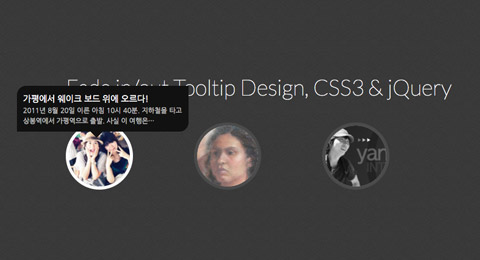 Fade in/out Tooltip Design, CSS3 & jQuery
가평에서 웨이크 보드 위에 오르다!
2011년 8월 20일 이른 아침 10시 40분. 지하철을 타고
상봉역에서 가평역으로 출발. 사실 이 여행은…
yar
IN